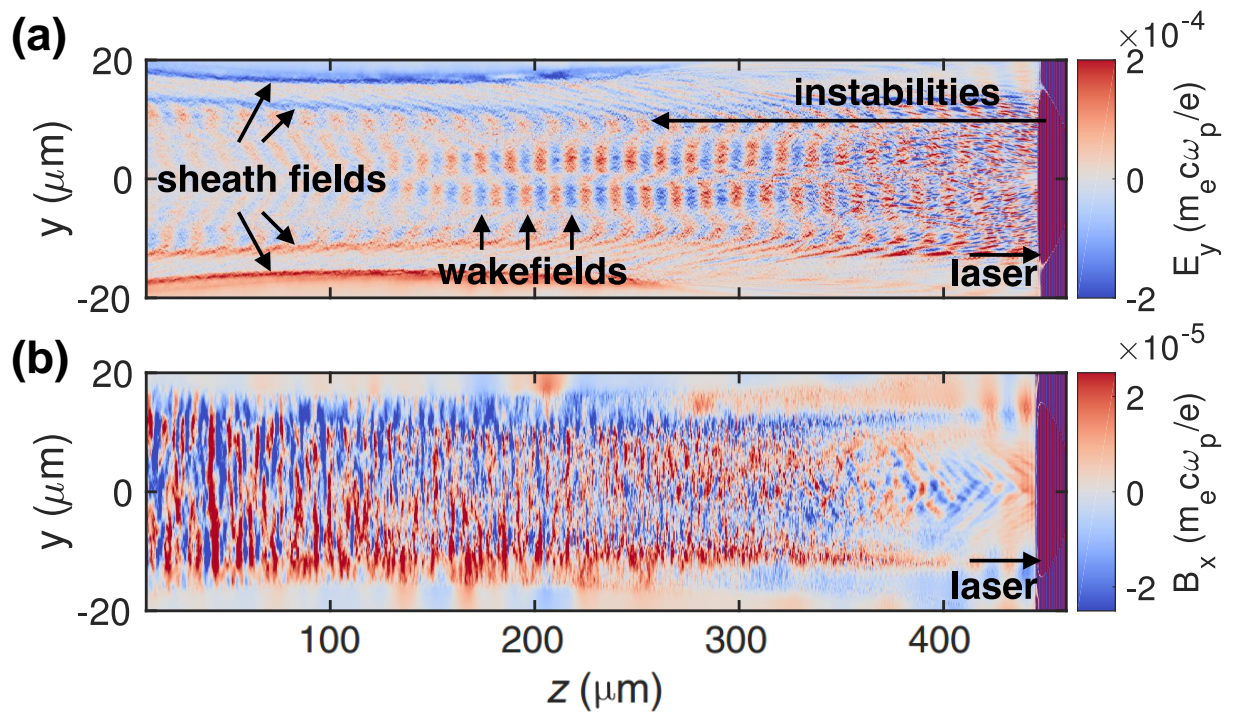 (a)
×10⁻⁴
20
0
-20
y (μm)
instabilities
sheath fields
wakefields
laser
2
0
-2
E_y (m_e cω_p/e)
(b)
×10⁻⁵
20
0
-20
y (μm)
laser
2
0
-2
B_x (m_e cω_p/e)
100
200
300
400
z (μm)